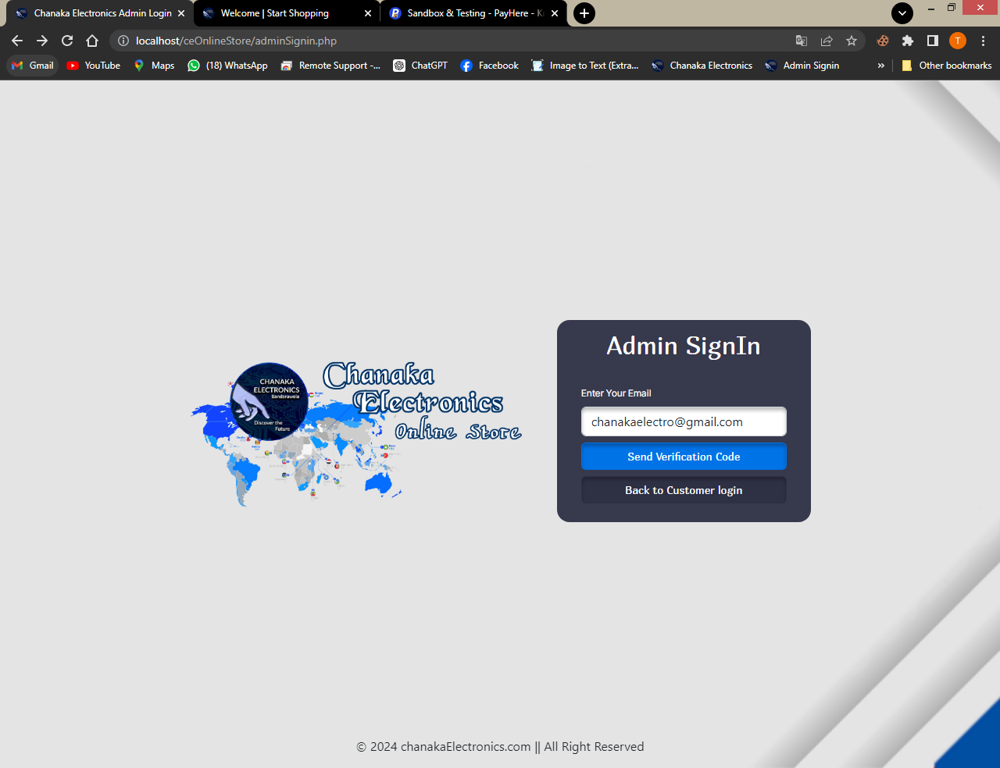 Chanaka Electronics Admin Login
Welcome | Start Shopping
Sandbox & Testing - PayHere - Kn
localhost/ceOnlineStore/adminSignin.php
T
Gmail
YouTube
Maps
(18) WhatsApp
Remote Support -...
ChatGPT
Facebook
Image to Text (Extra...
Chanaka Electronics
Admin Signin
»
Other bookmarks
CHANAKA
ELECTRONICS
Bandarawela
Discover the
Future
Chanaka
Electronics
Online Store
Admin SignIn
Enter Your Email
chanakaelectro@gmail.com
Send Verification Code
Back to Customer login
© 2024 chanakaElectronics.com || All Right Reserved